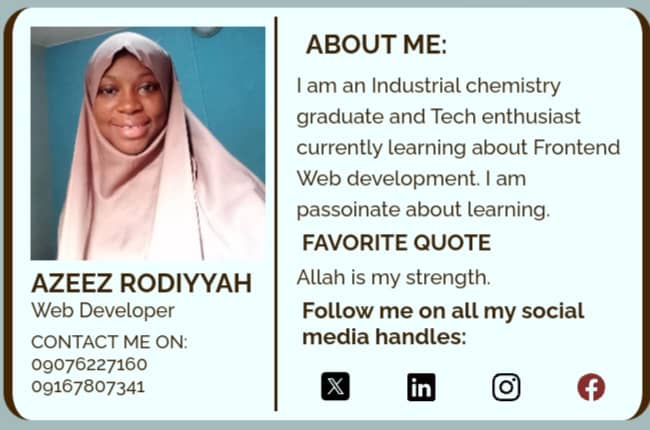 AZEEZ RODIYYAH
Web Developer
CONTACT ME ON:
09076227160
09167807341
ABOUT ME:
I am an Industrial chemistry
graduate and Tech enthusiast
currently learning about Frontend
Web development. I am
passoinate about learning.
FAVORITE QUOTE
Allah is my strength.
Follow me on all my social
media handles: